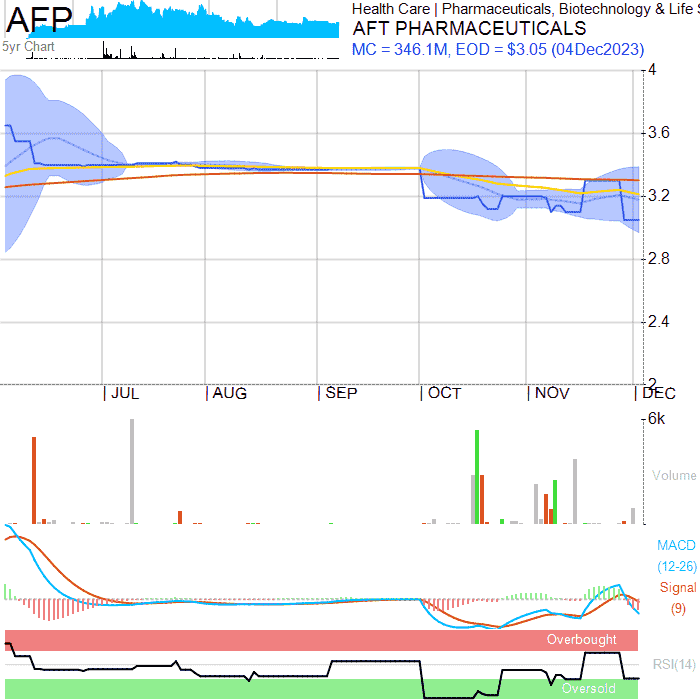 AFP
Health Care | Pharmaceuticals, Biotechnology & Life S
AFT PHARMACEUTICALS
5yr Chart
MC = 346.1M, EOD = $3.05 (04Dec2023)
4
3.6
3.2
2.8
2.4
2
JUL AUG SEP OCT NOV DEC
6k
Volume
MACD
(12-26)
Signal
(9)
Overbought
RSI(14)
Oversold